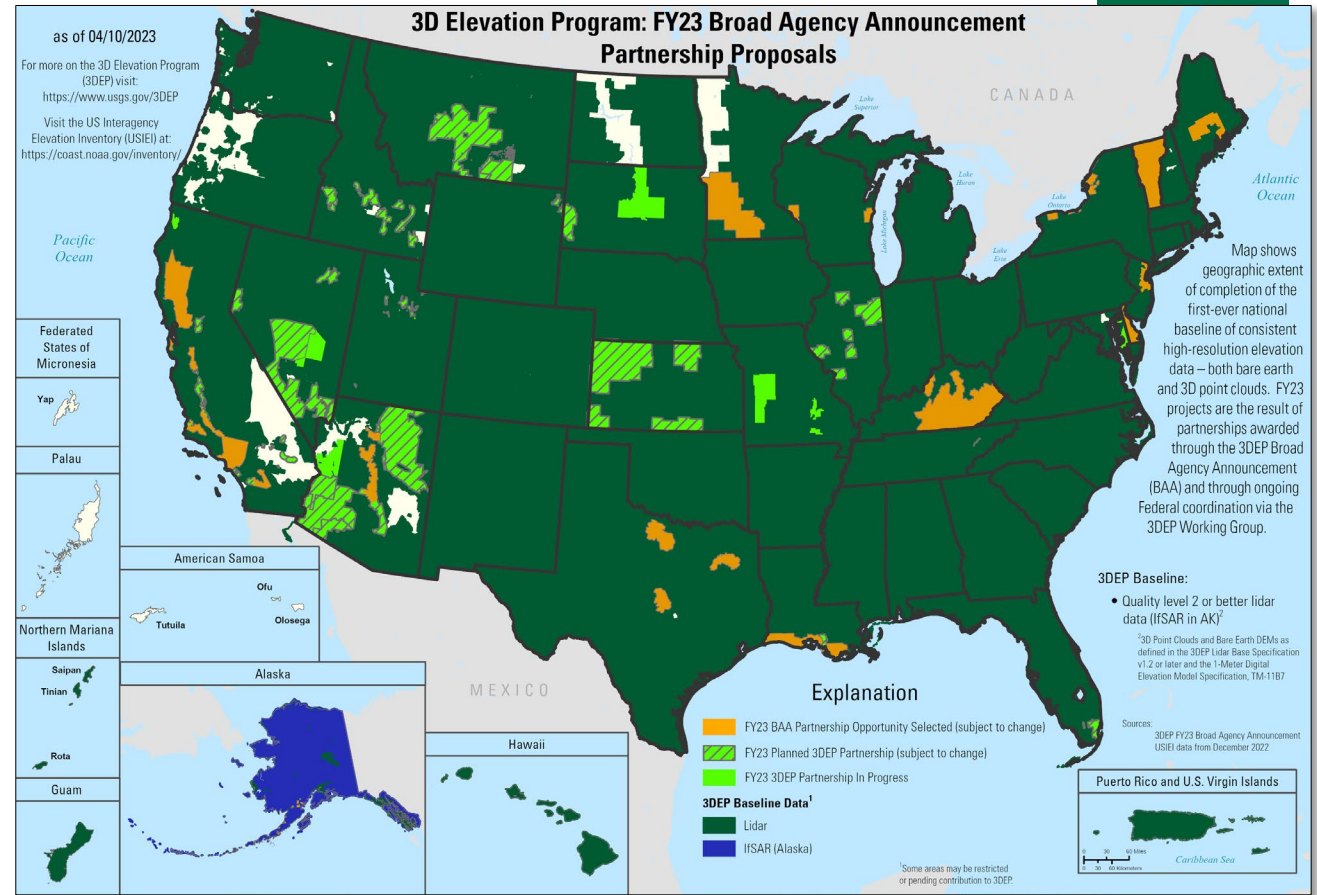 3D Elevation Program: FY23 Broad Agency Announcement
Partnership Proposals
as of 04/10/2023
For more on the 3D Elevation Program
(3DEP) visit:
https://www.usgs.gov/3DEP
Visit the US Interagency
Elevation Inventory (USIEI) at:
https://coast.noaa.gov/inventory/
CANADA
Lake
Superior
Lake
Huron
Lake
Ontario
Lake Michigan
Lake
Erie
Atlantic
Ocean
Pacific
Ocean
Map shows
geographic extent
of completion of the
first-ever national
baseline of consistent
high-resolution elevation
data – both bare earth
and 3D point clouds. FY23
projects are the result of
partnerships awarded
through the 3DEP Broad
Agency Announcement
(BAA) and through ongoing
Federal coordination via the
3DEP Working Group.
Federated
States of
Micronesia
Yap
Palau
American Samoa
Ofu
Olosega
Tutuila
Northern Mariana
Islands
Saipan
Tinian
Rota
Guam
Alaska
MEXICO
Hawaii
3DEP Baseline:
• Quality level 2 or better lidar
data (IfSAR in AK)2
23D Point Clouds and Bare Earth DEMs as
defined in the 3DEP Lidar Base Specification
v1.2 or later and the 1-Meter Digital
Elevation Model Specification, TM-11B7
Sources:
3DEP FY23 Broad Agency Announcement
USIEI data from December 2022
Explanation
FY23 BAA Partnership Opportunity Selected (subject to change)
FY23 Planned 3DEP Partnership (subject to change)
FY23 3DEP Partnership In Progress
3DEP Baseline Data1
Lidar
IfSAR (Alaska)
1Some areas may be restricted
or pending contribution to 3DEP.
Puerto Rico and U.S. Virgin Islands
0 30 60 Miles
0 30 60 Kilometers
Caribbean Sea